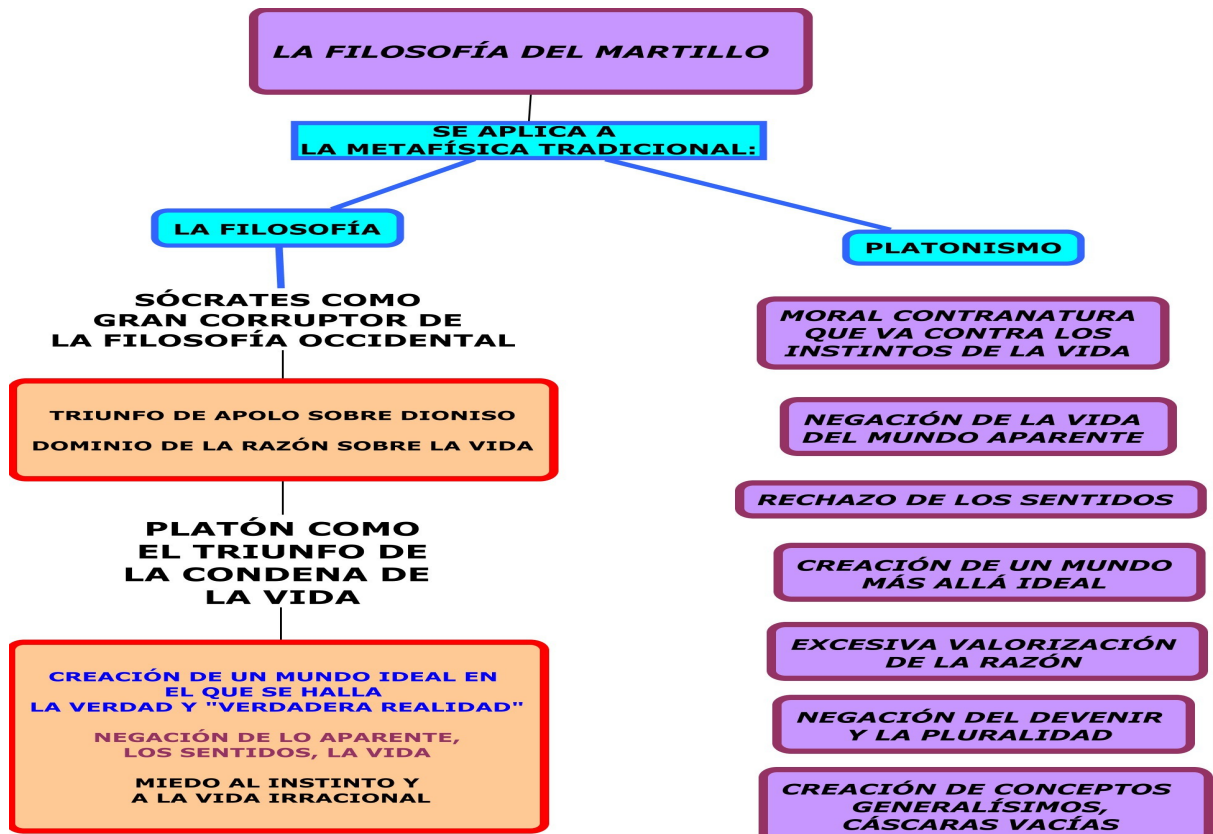 LA FILOSOFÍA DEL MARTILLO
SE APLICA A
LA METAFÍSICA TRADICIONAL:
LA FILOSOFÍA
SÓCRATES COMO
GRAN CORRUPTOR DE
LA FILOSOFÍA OCCIDENTAL
TRIUNFO DE APOLO SOBRE DIONISO
DOMINIO DE LA RAZÓN SOBRE LA VIDA
PLATÓN COMO
EL TRIUNFO DE
LA CONDENA DE
LA VIDA
CREACIÓN DE UN MUNDO IDEAL EN
EL QUE SE HALLA
LA VERDAD Y "VERDADERA REALIDAD"
NEGACIÓN DE LO APARENTE,
LOS SENTIDOS, LA VIDA
MIEDO AL INSTINTO Y
A LA VIDA IRRACIONAL
PLATONISMO
MORAL CONTRANATURA
QUE VA CONTRA LOS
INSTINTOS DE LA VIDA
NEGACIÓN DE LA VIDA
DEL MUNDO APARENTE
RECHAZO DE LOS SENTIDOS
CREACIÓN DE UN MUNDO
MÁS ALLÁ IDEAL
EXCESIVA VALORIZACIÓN
DE LA RAZÓN
NEGACIÓN DEL DEVENIR
Y LA PLURALIDAD
CREACIÓN DE CONCEPTOS
GENERALÍSIMOS,
CÁSCARAS VACÍAS